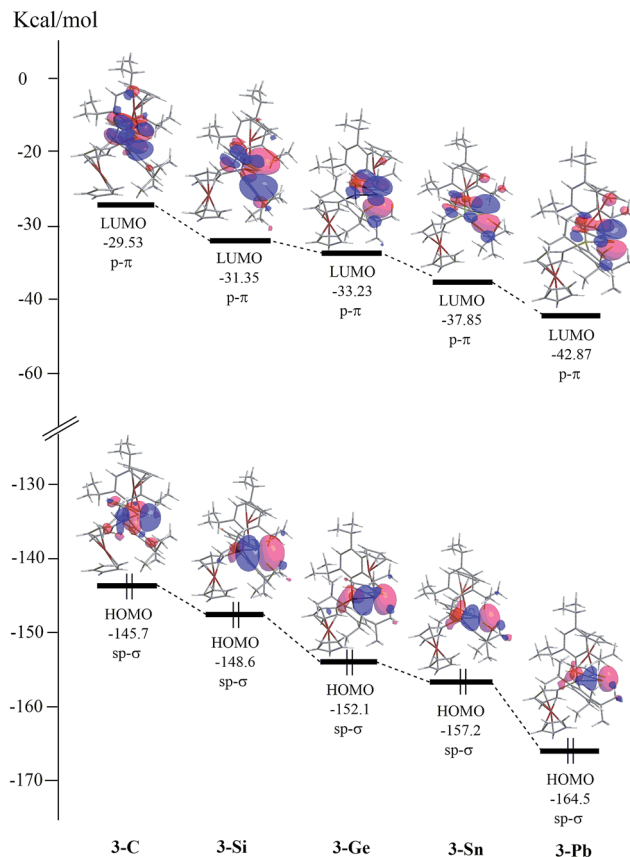 Kcal/mol
0
-20
-30
-40
-60
LUMO
-29.53
p-π
LUMO
-31.35
p-π
LUMO
-33.23
p-π
LUMO
-37.85
p-π
LUMO
-42.87
p-π
-130
-140
-150
-160
-170
HOMO
-145.7
sp-σ
HOMO
-148.6
sp-σ
HOMO
-152.1
sp-σ
HOMO
-157.2
sp-σ
HOMO
-164.5
sp-σ
3-C 3-Si 3-Ge 3-Sn 3-Pb